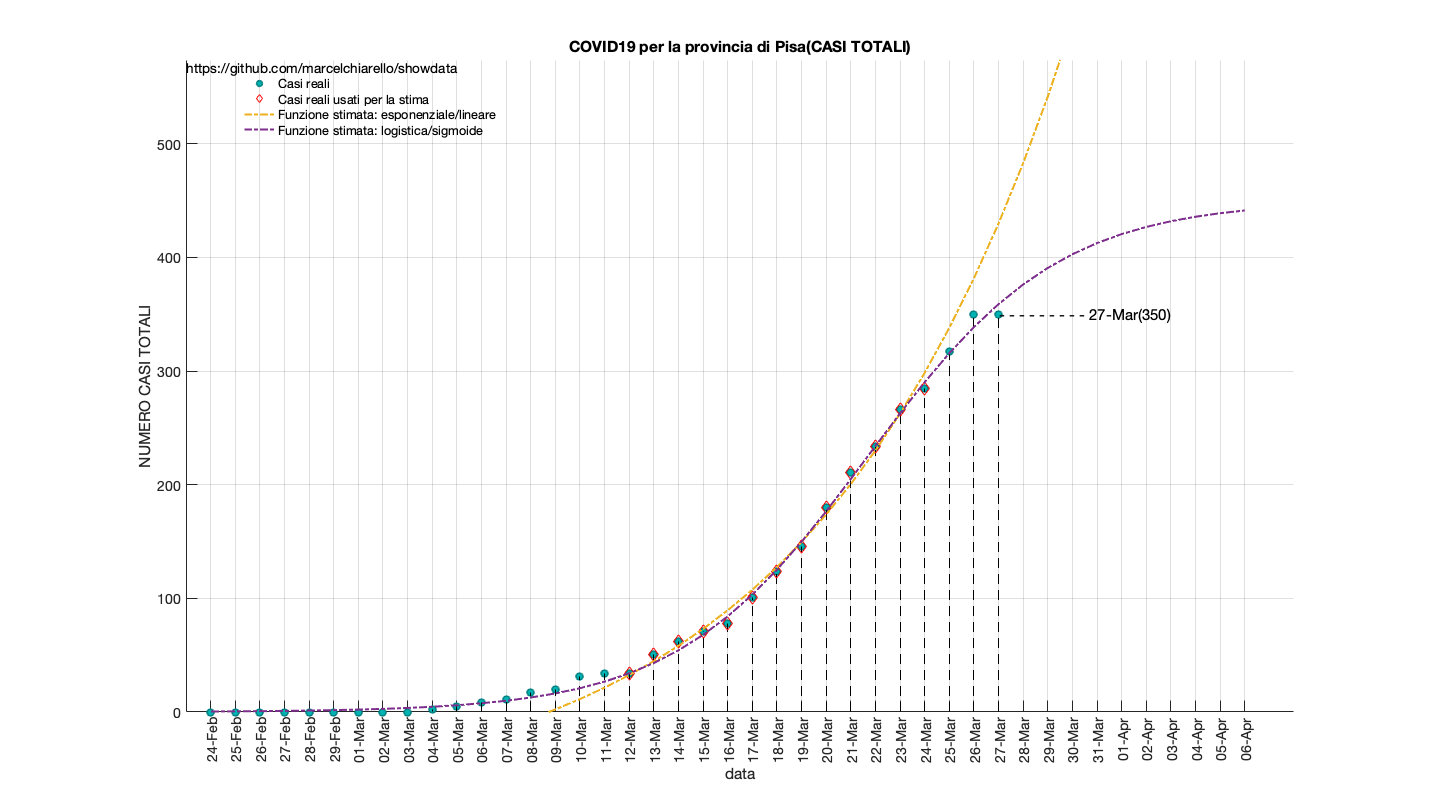 COVID19 per la provincia di Pisa(CASI TOTALI)
https://github.com/marcelchiarello/showdata
Casi reali
Casi reali usati per la stima
Funzione stimata: esponenziale/lineare
Funzione stimata: logistica/sigmoide
NUMERO CASI TOTALI
500
400
300
200
100
0
27-Mar(350)
24-Feb
25-Feb
26-Feb
27-Feb
28-Feb
29-Feb
01-Mar
02-Mar
03-Mar
04-Mar
05-Mar
06-Mar
07-Mar
08-Mar
09-Mar
10-Mar
11-Mar
12-Mar
13-Mar
14-Mar
15-Mar
16-Mar
17-Mar
18-Mar
19-Mar
20-Mar
21-Mar
22-Mar
23-Mar
24-Mar
25-Mar
26-Mar
27-Mar
28-Mar
29-Mar
30-Mar
31-Mar
01-Apr
02-Apr
03-Apr
04-Apr
05-Apr
06-Apr
data